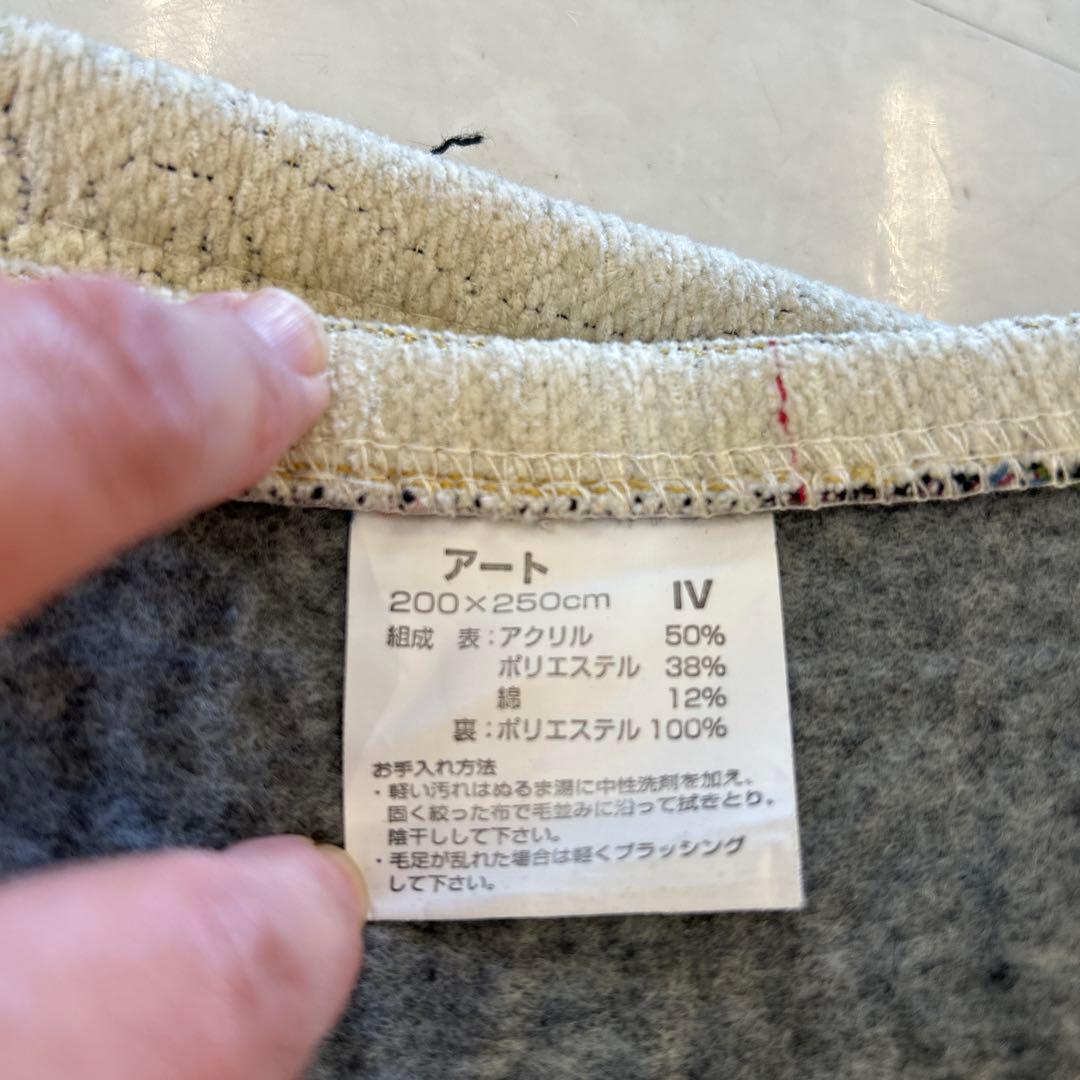 アート
200×250cm IV
組成 表:アクリル 50%
ポリエステル 38%
綿 12%
裏:ポリエステル 100%
お手入れ方法
・軽い汚れはぬるま湯に中性洗剤を加え、
固く絞った布で毛並みに沿って拭きとり。
陰干しして下さい。
・毛足が乱れた場合は軽くブラッシング
して下さい。